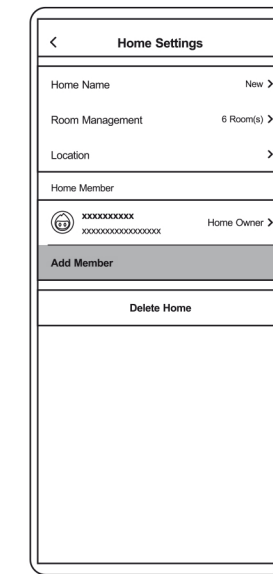 Home Settings
Home Name New
Room Management 6 Room(s)
Location
Home Member
xxxxxxxxxx
xxxxxxxxxxxxxxxxx Home Owner
Add Member
Delete Home